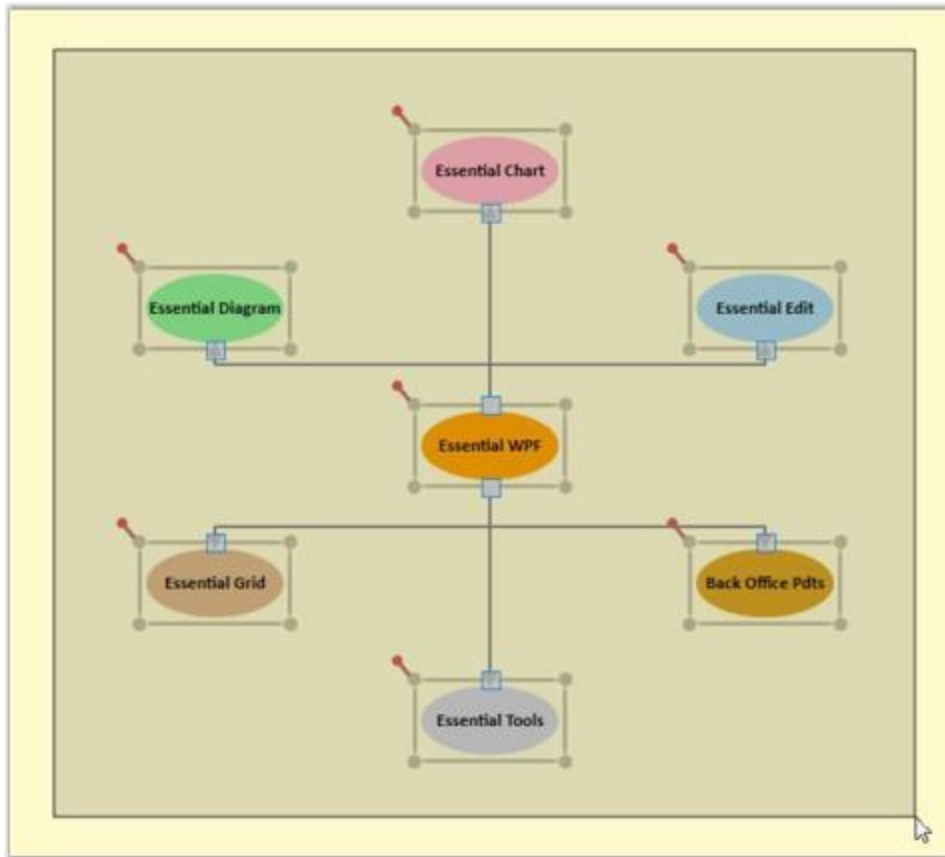 Essential Chart
Essential Diagram
Essential Edit
Essential WPF
Essential Grid
Back Office Pdts
Essential Tools